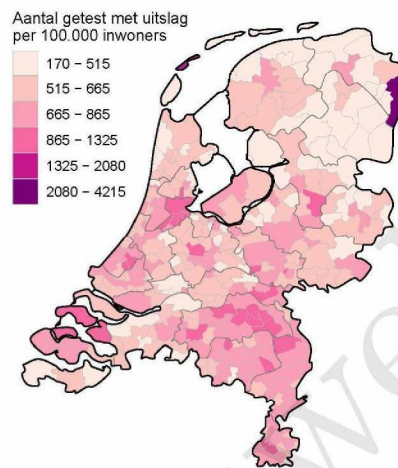 Aantal getest met uitslag
per 100.000 inwoners
170 – 515
515 – 665
665 – 865
865 – 1325
1325 – 2080
2080 – 4215